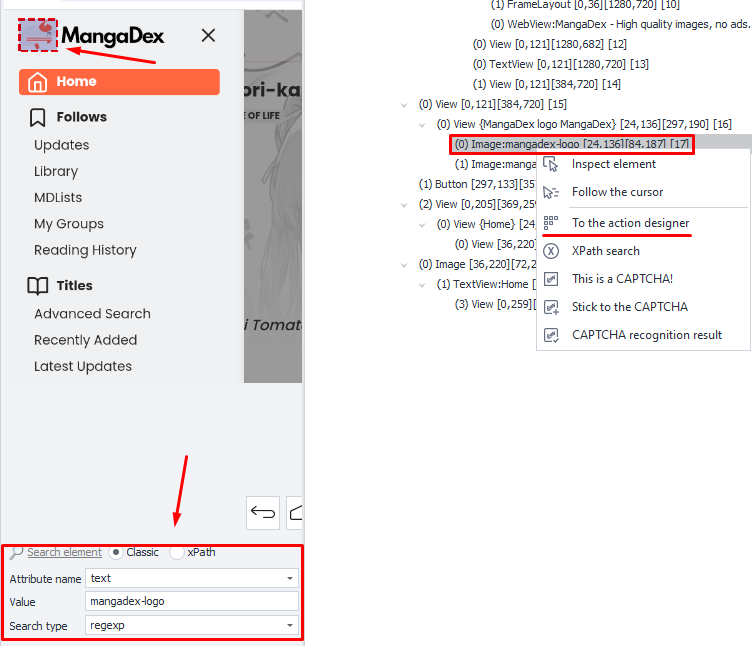 MangaDex
Home
Follows
Updates
Library
MDLists
My Groups
Reading History
Titles
Advanced Search
Recently Added
Latest Updates
ori-ka
E OF LIFE
i Tomat
Search element
Classic
xPath
Attribute name
text
Value
mangadex-logo
Search type
regexp
(1) FrameLayout [0,36][1280,720] [10]
(0) WebView:MangaDex - High quality images, no ads.
(0) View [0,121][1280,682] [12]
(0) TextView [0,121][1280,720] [13]
(1) View [0,121][384,720] [14]
(0) View [0,121][384,720] [15]
(0) View {MangaDex logo MangaDex} [24,136][297,190] [16]
(0) Image:mangadex-logo [24,136][84,187] [17]
(1) Image:manga
(1) Button [297,133][35
(2) View [0,205][369,259
(0) View {Home} [24,
(0) View [36,220]
(0) Image [36,220][72,2
(1) TextView:Home [
(3) View [0,259][
Inspect element
Follow the cursor
To the action designer
XPath search
This is a CAPTCHA!
Stick to the CAPTCHA
CAPTCHA recognition result